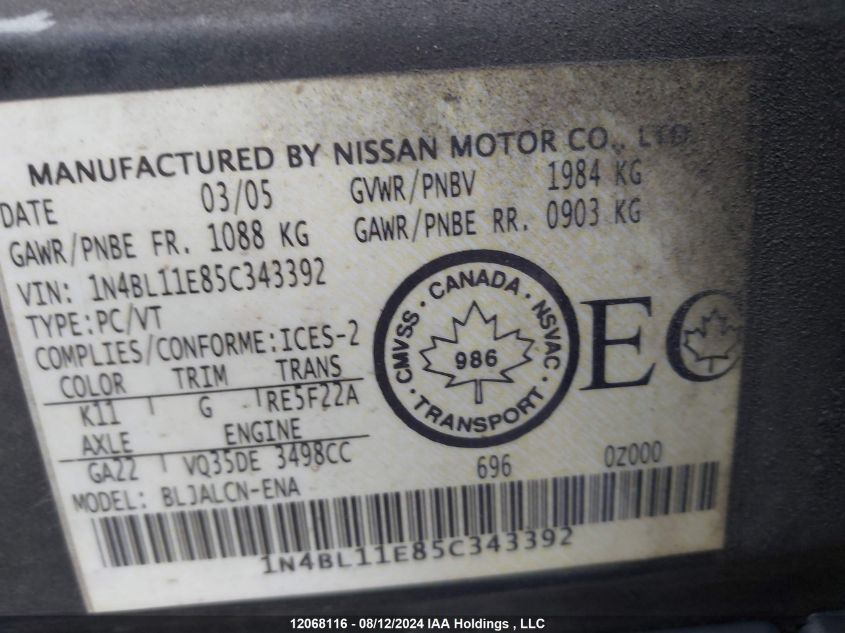 MANUFACTURED BY NISSAN MOTOR CO., LTD.
DATE 03/05 GVWR/PNBV 1984 KG
GAWR/PNBE FR. 1088 KG GAWR/PNBE RR. 0903 KG
VIN: 1N4BL11E85C343392
TYPE:PC/VT
COMPLIES/CONFORME:ICES-2
COLOR TRIM TRANS
K11 G RE5F22A
AXLE ENGINE
GA22 VQ35DE 3498CC 696 0Z000
MODEL: BLJALCN-ENA
CMVSS · CANADA · NSVAC · TRANSPORT ·
986
EC
1N4BL11E85C343392
12068116 - 08/12/2024 IAA Holdings , LLC